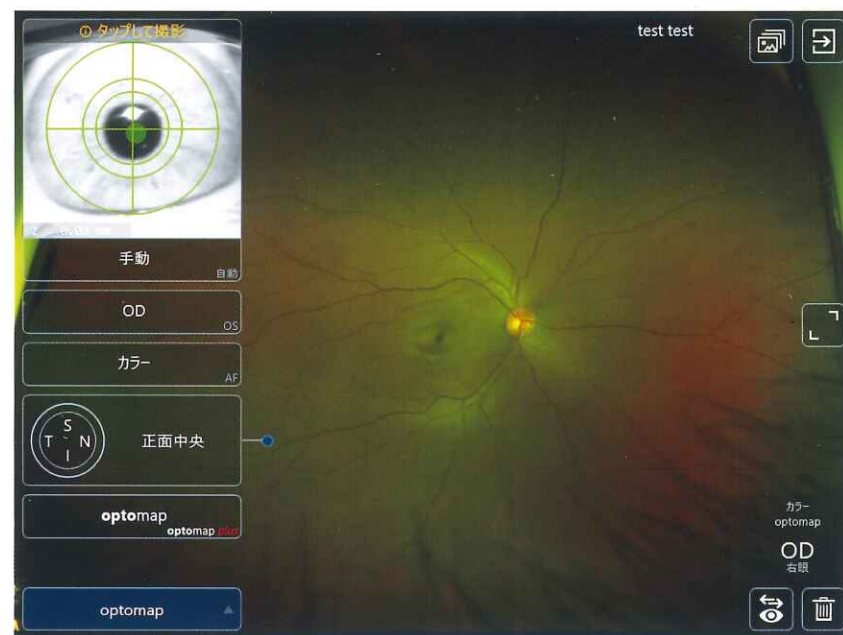 ⓘ タップして撮影
test test
手動
自動
OD
OS
カラー
AF
S
T N
I
正面中央
optomap
optomap plus
optomap
カラー
optomap
OD
右眼